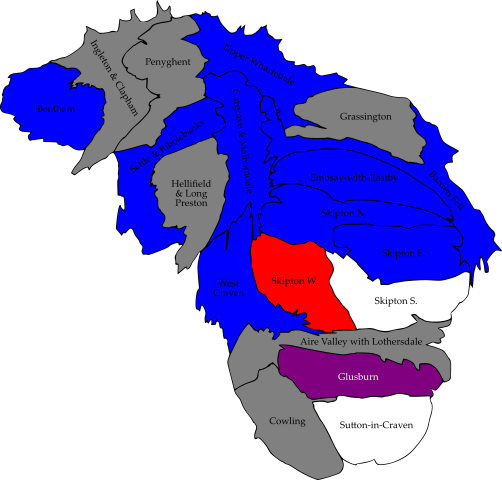 Upper Wharfedale
Ingleton & Clapham
Penyghent
Bentham
Grassington
Settle & Ribblebanks
Gargrave & Malhamdale
Barden Fell
Embsay-with-Eastby
Hellifield
& Long
Preston
Skipton N.
Skipton E.
West
Craven
Skipton W.
Skipton S.
Aire Valley with Lothersdale
Glusburn
Cowling
Sutton-in-Craven